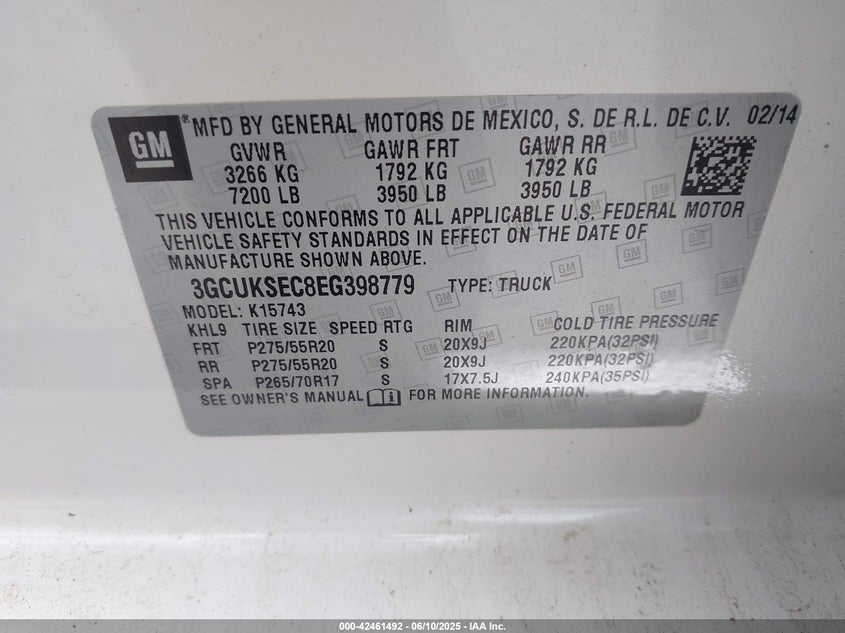 GM ® MFD BY GENERAL MOTORS DE MEXICO, S. DE R.L. DE C.V. 02/14
GVWR GAWR FRT GAWR RR
3266 KG 1792 KG 1792 KG
7200 LB 3950 LB 3950 LB
THIS VEHICLE CONFORMS TO ALL APPLICABLE U.S. FEDERAL MOTOR
VEHICLE SAFETY STANDARDS IN EFFECT ON THE DATE OF
MANUFACTURE SHOWN ABOVE.
3GCUKSEC8EG398779 TYPE: TRUCK
MODEL: K15743
KHL9 TIRE SIZE SPEED RTG RIM COLD TIRE PRESSURE
FRT P275/55R20 S 20X9J 220KPA(32PSI)
RR P275/55R20 S 20X9J 220KPA(32PSI)
SPA P265/70R17 S 17X7.5J 240KPA(35PSI)
SEE OWNER'S MANUAL i FOR MORE INFORMATION.
000-42461492 - 06/10/2025 - IAA Inc.